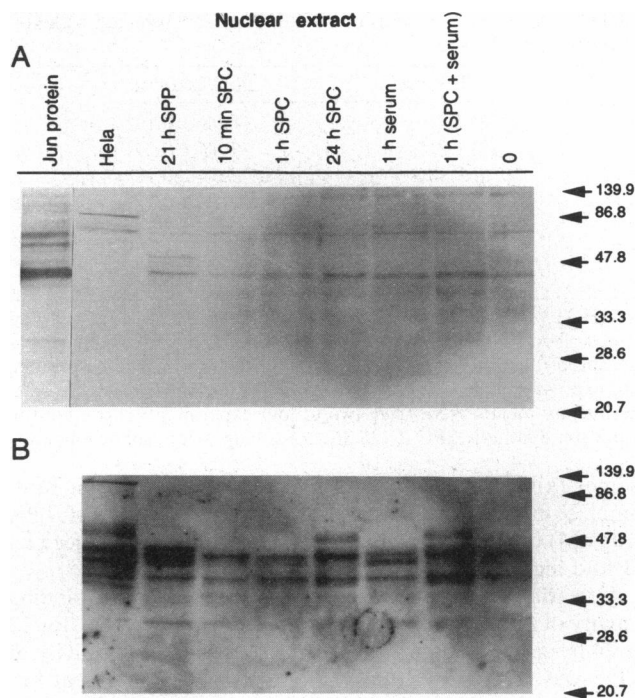 Nuclear extract
A
Jun protein
Hela
21 h SPP
10 min SPC
1 h SPC
24 h SPC
1 h serum
1 h (SPC + serum)
0
139.9
86.8
47.8
33.3
28.6
20.7
B
139.9
86.8
47.8
33.3
28.6
20.7